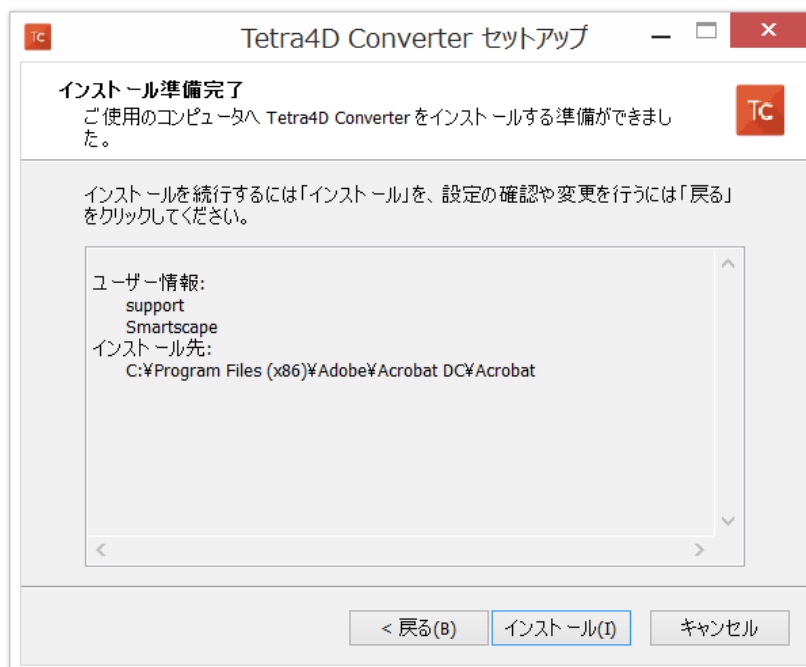 TC
Tetra4D Converter セットアップ
インストール準備完了
ご使用のコンピュータへ Tetra4D Converter をインストールする準備ができまし
た。
TC
インストールを続行するには「インストール」を、設定の確認や変更を行うには「戻る」
をクリックしてください。
ユーザー情報:
support
Smartscape
インストール先:
C:¥Program Files (x86)¥Adobe¥Acrobat DC¥Acrobat
< 戻る(B)
インストール(I)
キャンセル